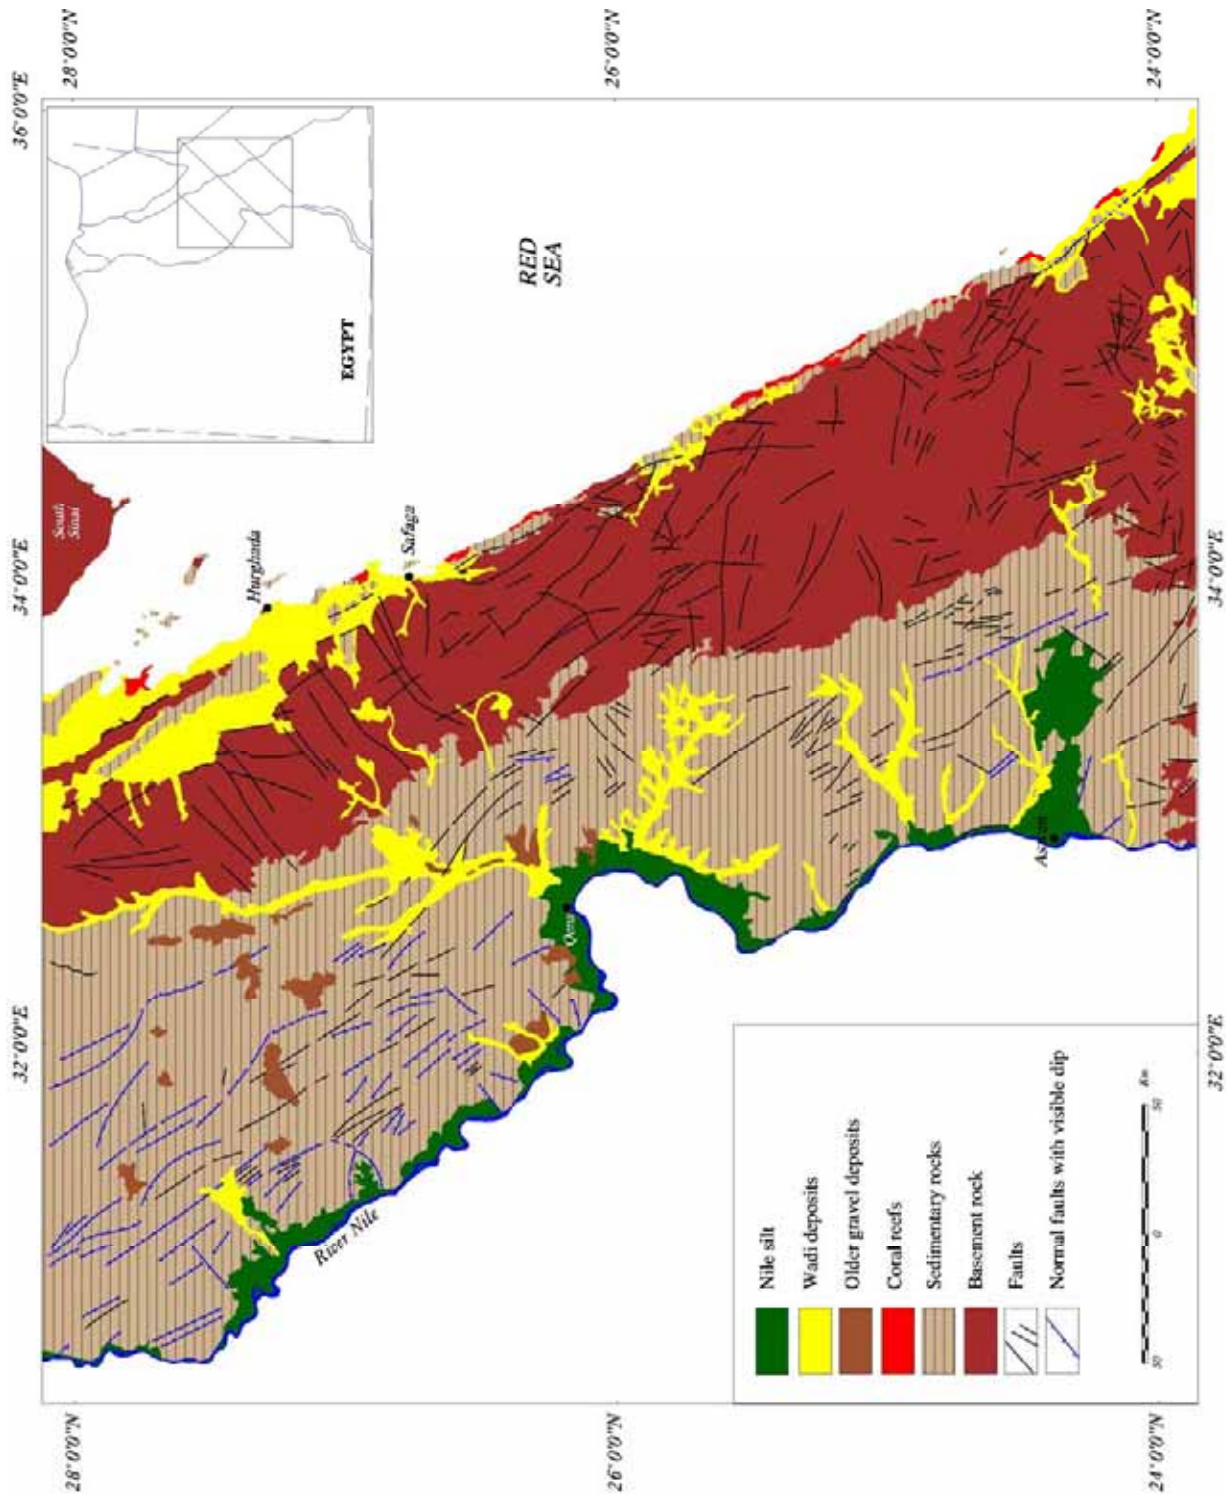 36°0'0"E
34°0'0"E
32°0'0"E
28°0'0"N
26°0'0"N
24°0'0"N
28°0'0"N
26°0'0"N
24°0'0"N
34°0'0"E
32°0'0"E
EGYPT
RED
SEA
South
Sinai
Hurghada
Safaga
River Nile
Nile silt
Wadi deposits
Older gravel deposits
Coral reefs
Sedimentary rocks
Basement rock
Faults
Normal faults with visible dip
50
0
50
Km